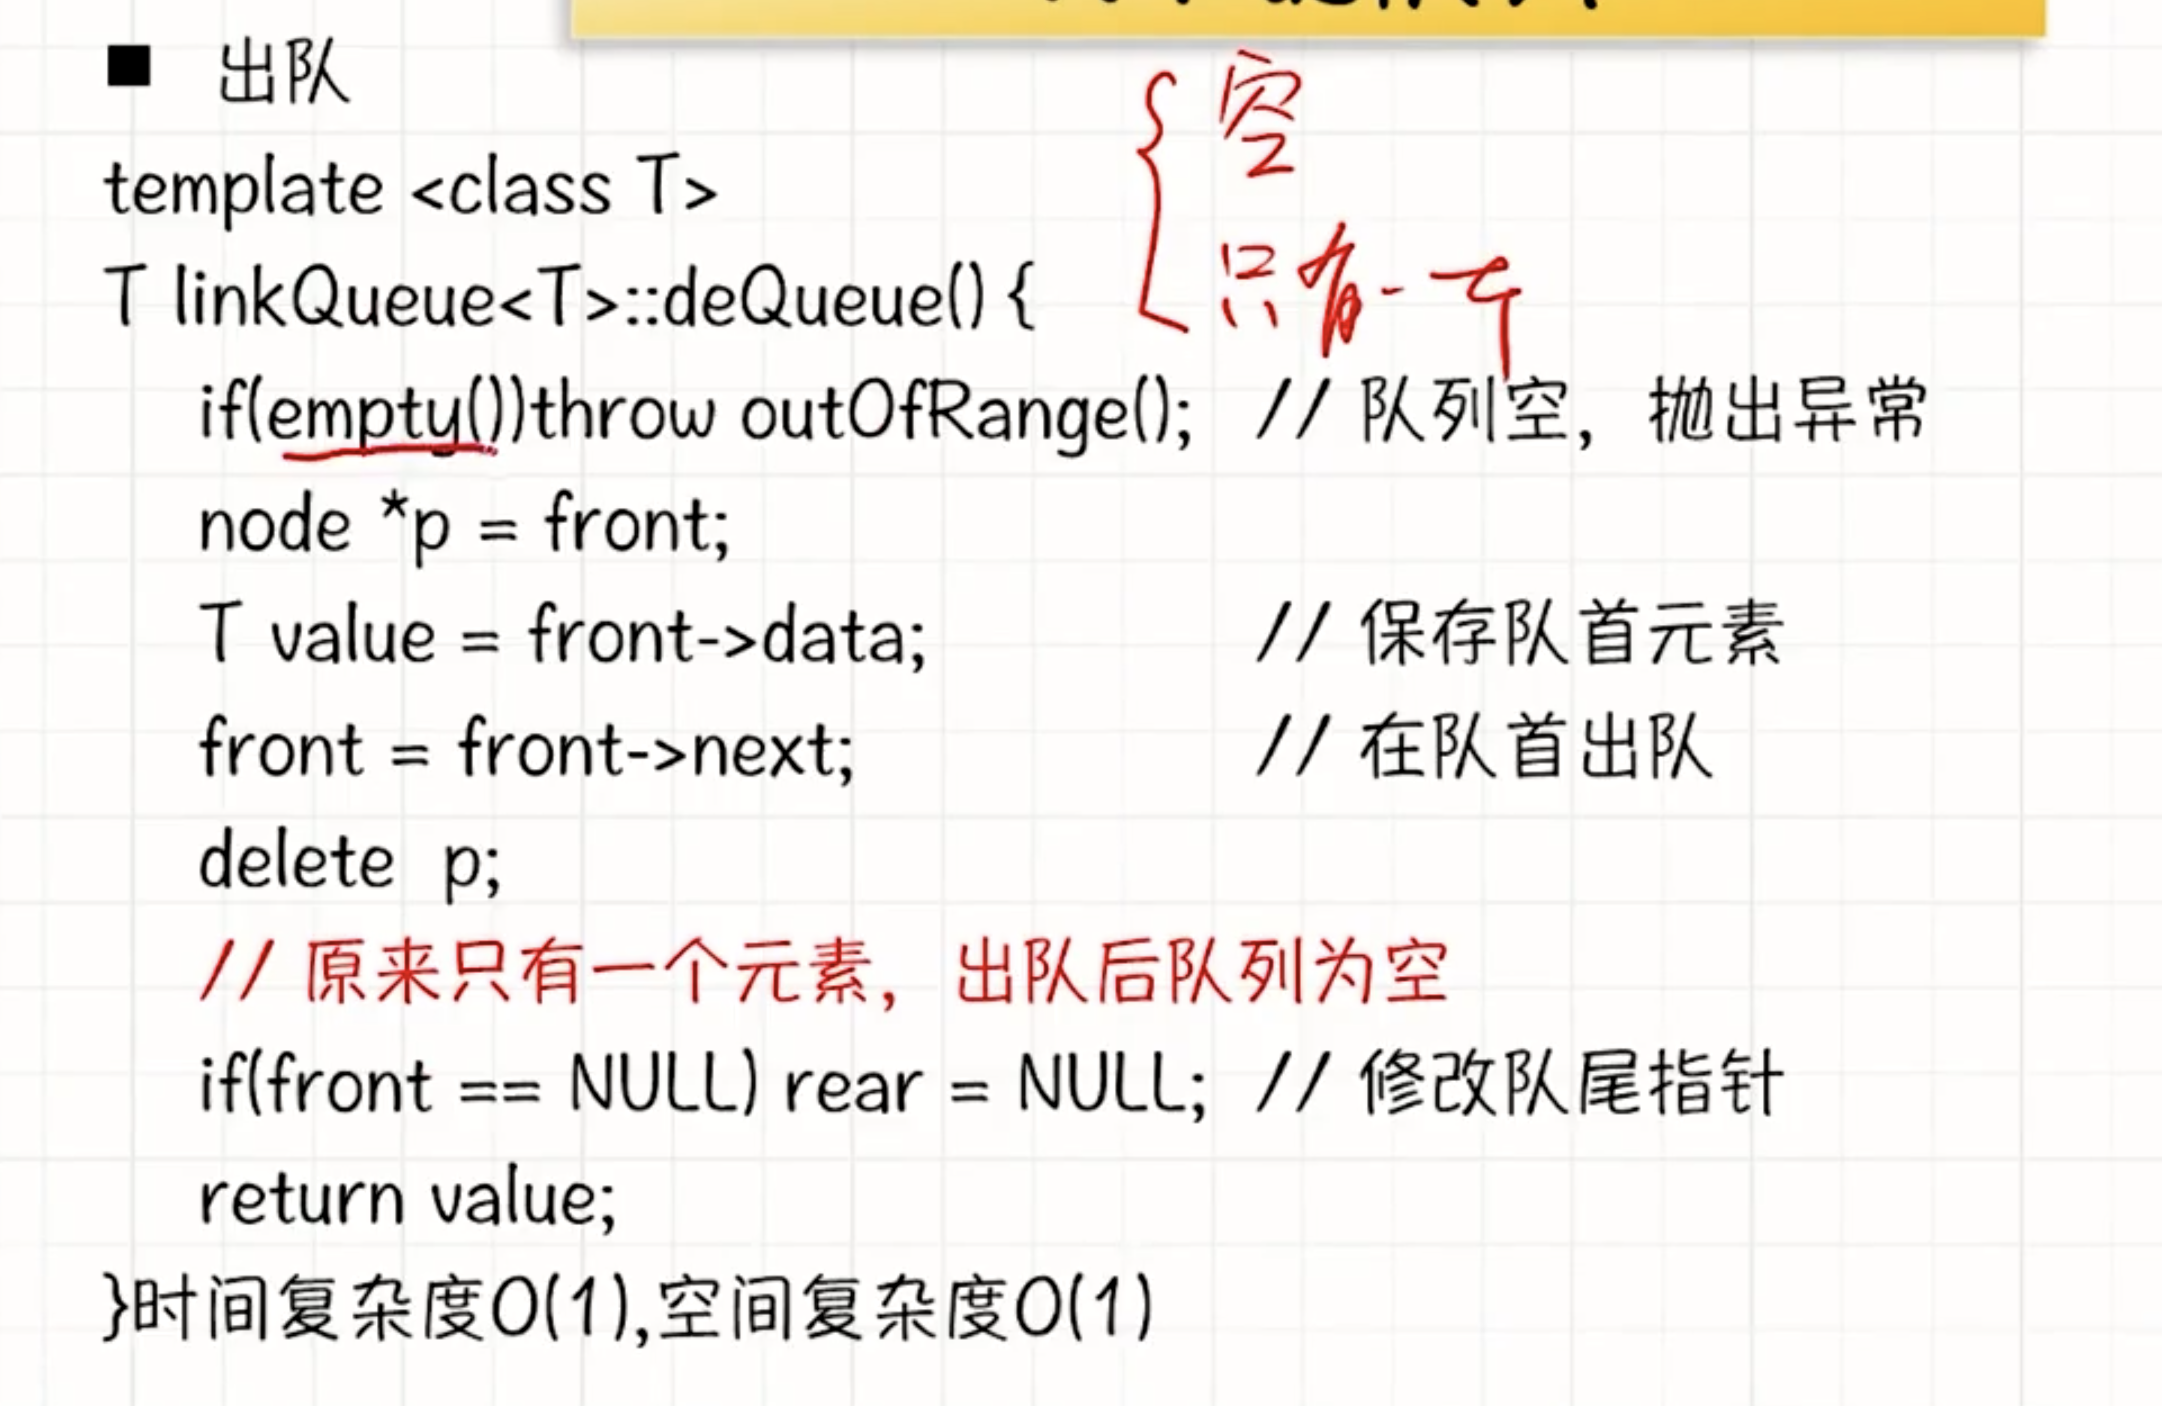 ■ 出队
空
template <class T>
只有一个
T linkQueue<T>::deQueue() {
if(empty())throw outOfRange(); // 队列空，抛出异常
node *p = front;
T value = front->data; // 保存队首元素
front = front->next; // 在队首出队
delete p;
// 原来只有一个元素，出队后队列为空
if(front == NULL) rear = NULL; // 修改队尾指针
return value;
}时间复杂度O(1),空间复杂度O(1)